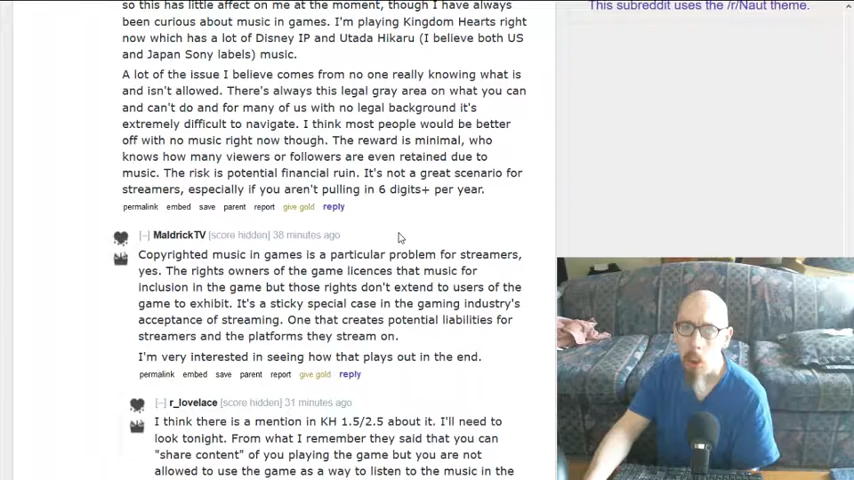 so this has little affect on me at the moment, though I have always
This subreddit uses the /r/Naut theme.
been curious about music in games. I'm playing Kingdom Hearts right
now which has a lot of Disney IP and Utada Hikaru (I believe both US
and Japan Sony labels) music.
A lot of the issue I believe comes from no one really knowing what is
and isn't allowed. There's always this legal gray area on what you can
and can't do and for many of us with no legal background it's
extremely difficult to navigate. I think most people would be better
off with no music right now though. The reward is minimal, who
knows how many viewers or followers are even retained due to
music. The risk is potential financial ruin. It's not a great scenario for
streamers, especially if you aren't pulling in 6 digits+ per year.
permalink embed save parent report give gold reply
[–] MaldrickTV [score hidden] 38 minutes ago
Copyrighted music in games is a particular problem for streamers,
yes. The rights owners of the game licences that music for
inclusion in the game but those rights don't extend to users of the
game to exhibit. It's a sticky special case in the gaming industry's
acceptance of streaming. One that creates potential liabilities for
streamers and the platforms they stream on.
I'm very interested in seeing how that plays out in the end.
permalink embed save parent report give gold reply
[–] r_lovelace [score hidden] 31 minutes ago
I think there is a mention in KH 1.5/2.5 about it. I'll need to
look tonight. From what I remember they said that you can
"share content" of you playing the game but you are not
allowed to use the game as a way to listen to the music in the